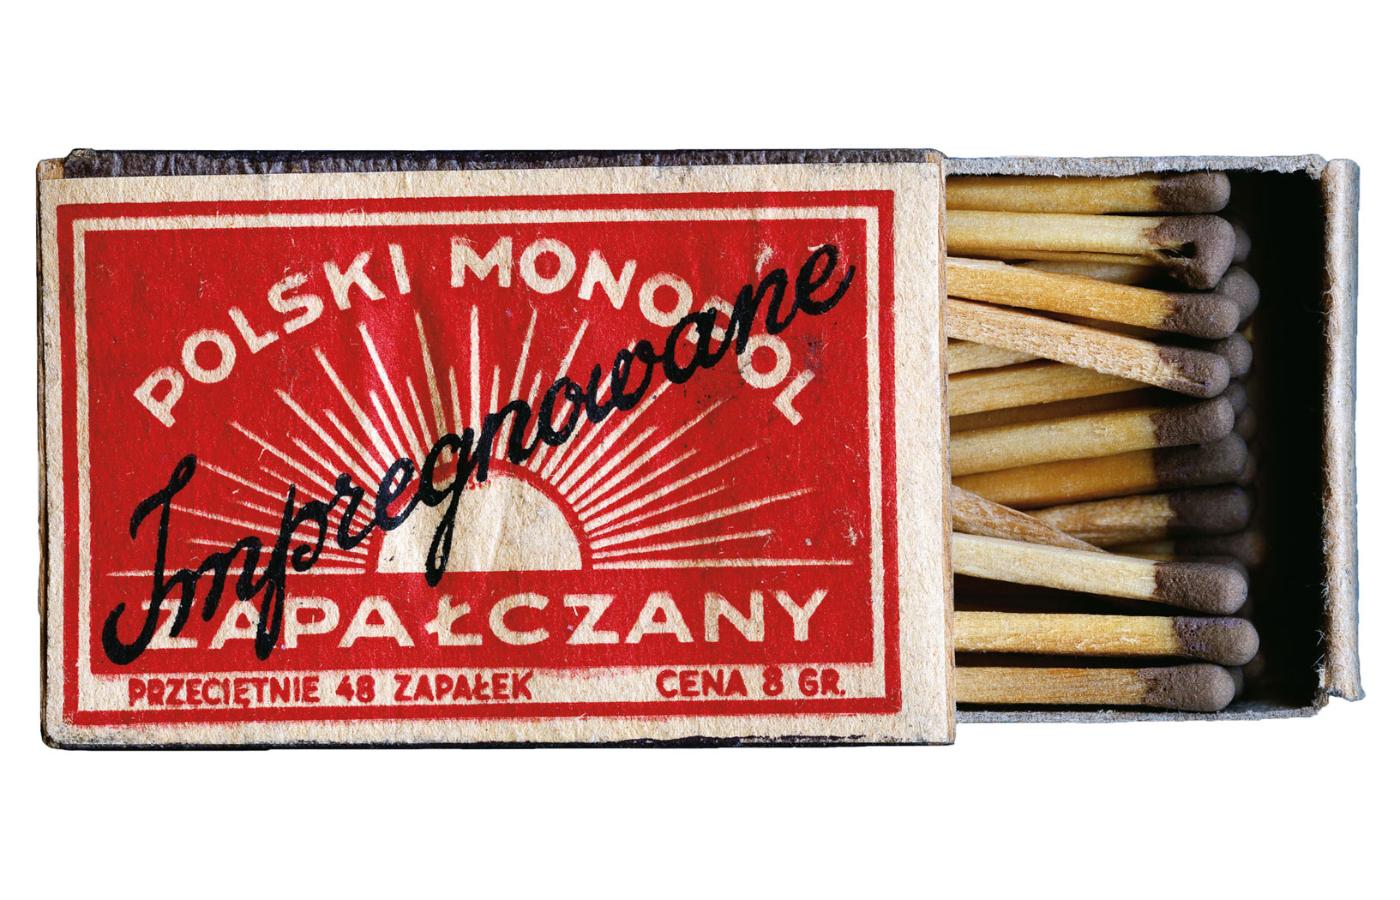 POLSKI MONOPOL
Impregnowane
ZAPAŁCZANY
PRZECIĘTNIE 48 ZAPAŁEK
CENA 8 GR.